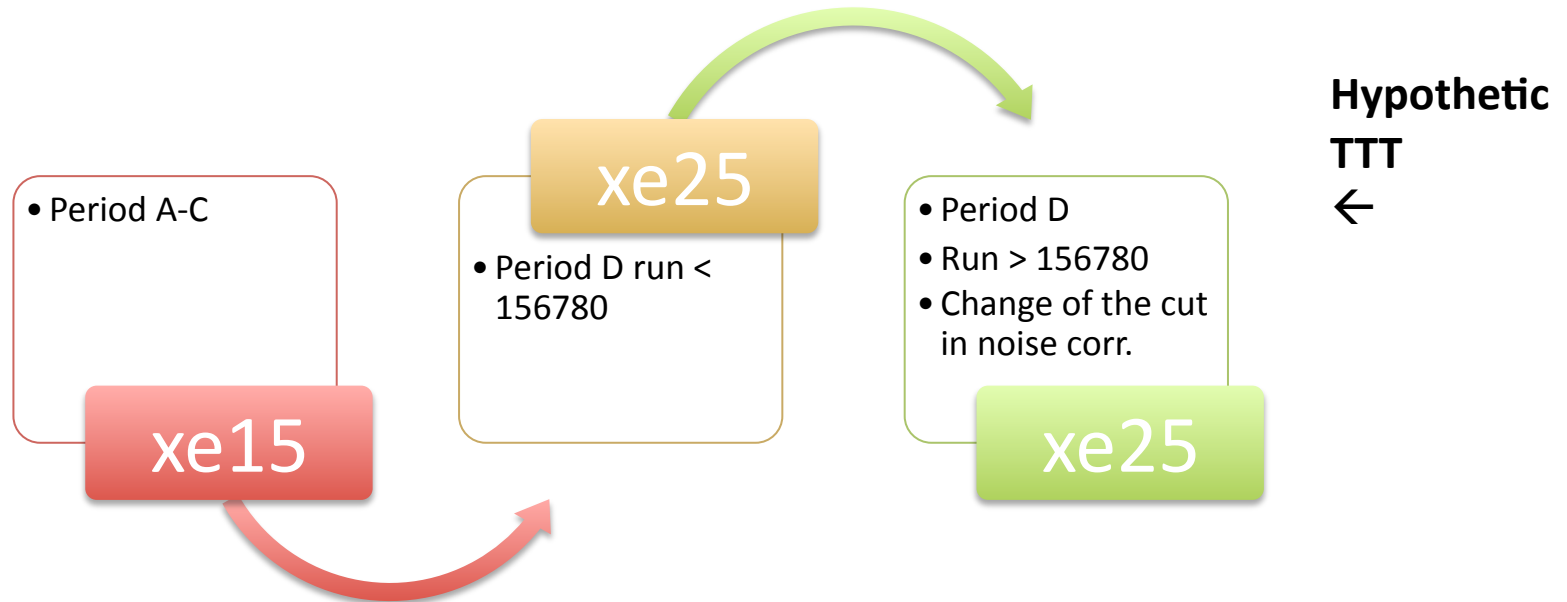 • Period A-C
xe15
xe25
• Period D run <
156780
• Period D
• Run > 156780
• Change of the cut
in noise corr.
xe25
Hypothetic
TTT
←